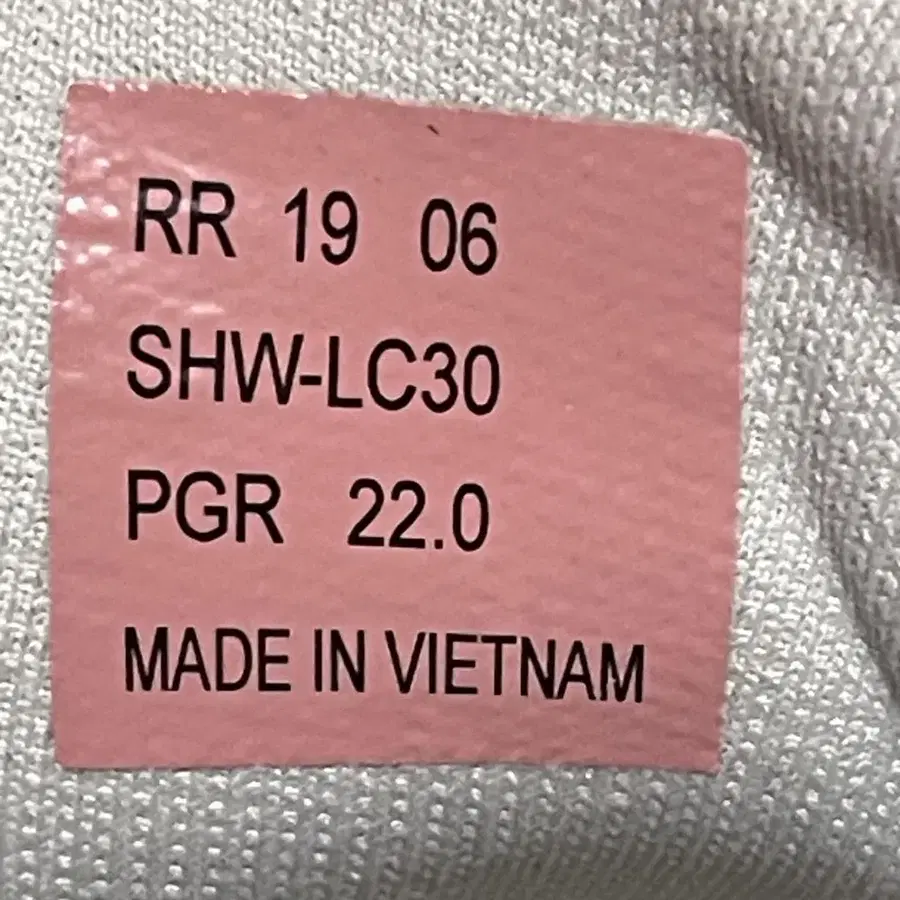 RR 19 06
SHW-LC30
PGR 22.0
MADE IN VIETNAM